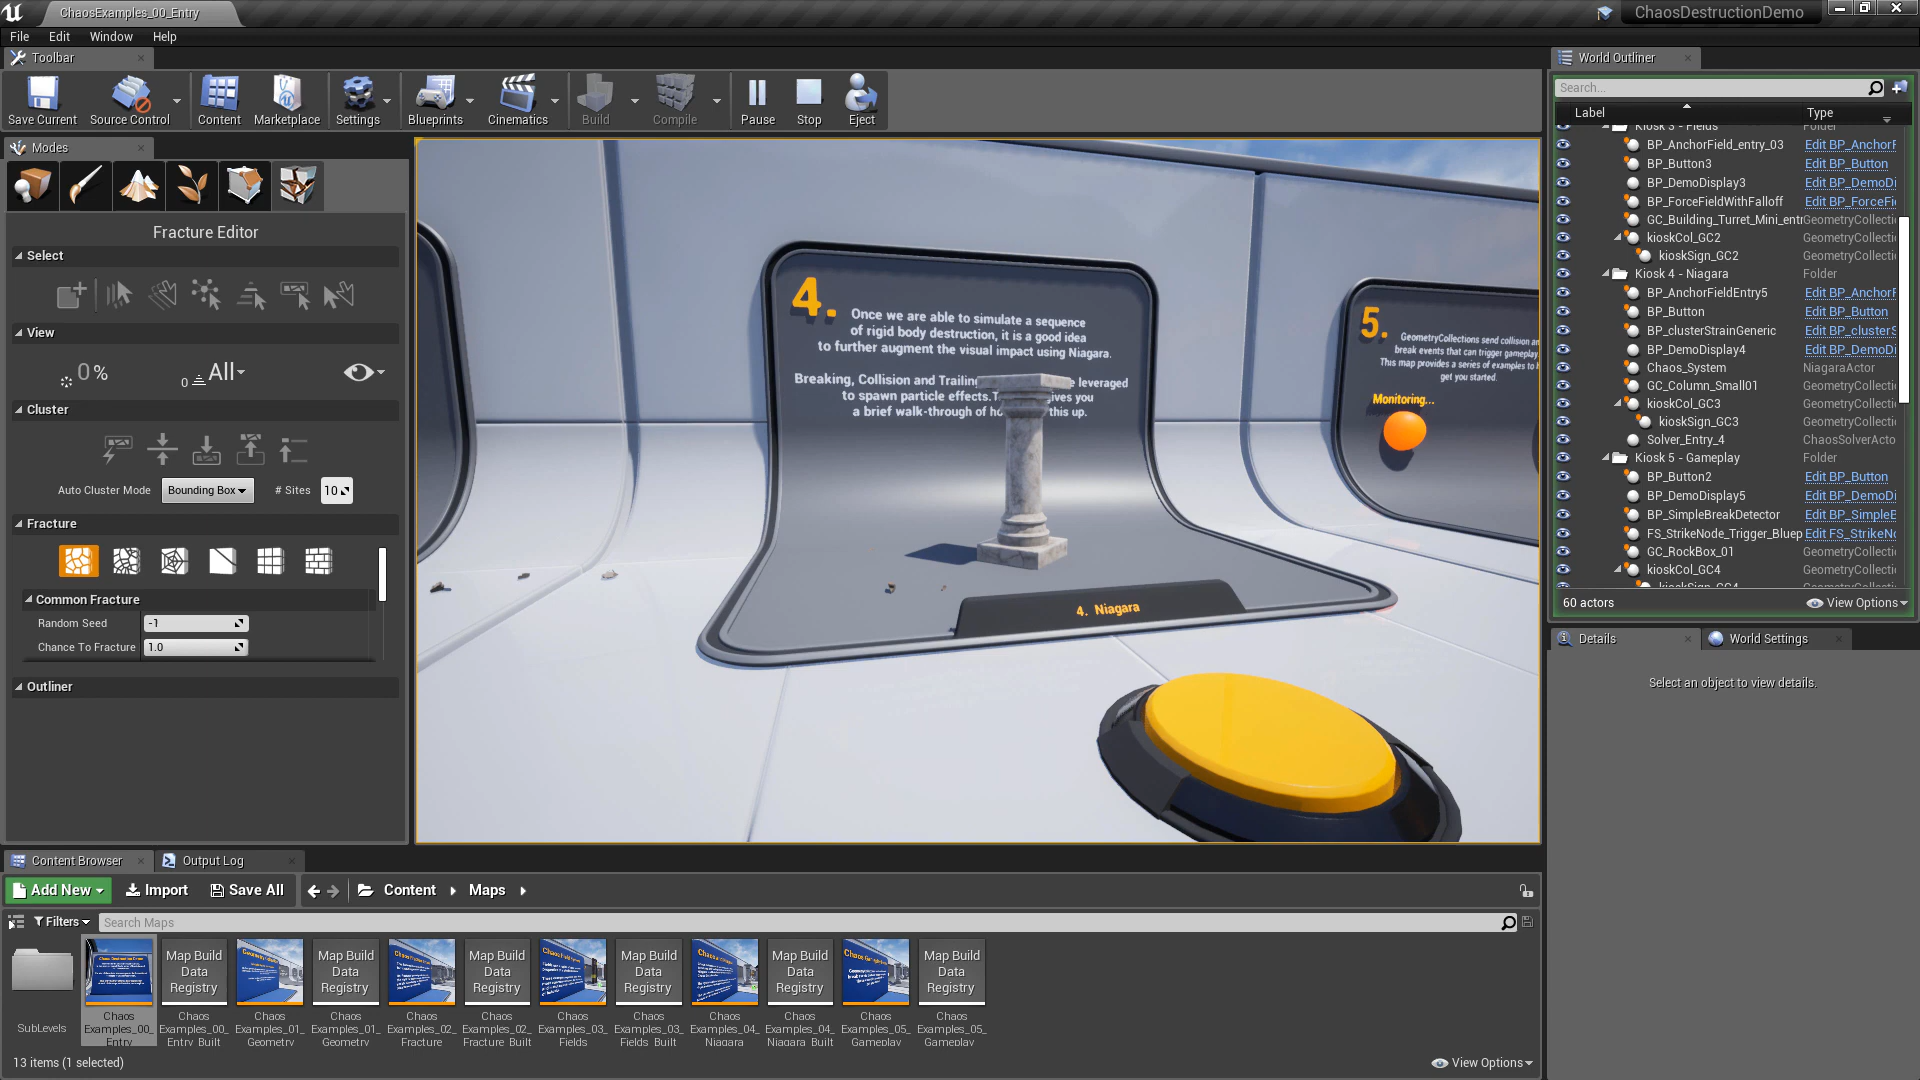 ChaosExamples_00_Entry
ChaosDestructionDemo
File Edit Window Help
Toolbar
Save Current
Source Control
Content
Marketplace
Settings
Blueprints
Cinematics
Build
Compile
Pause
Stop
Eject
Modes
Fracture Editor
Select
View
0 %
0 All
Cluster
Auto Cluster Mode Bounding Box # Sites 10
Fracture
Common Fracture
Random Seed -1
Chance To Fracture 1.0
Outliner
4.
Once we are able to simulate a sequence
of rigid body destruction, it is a good idea
to further augment the visual impact using Niagara.
Breaking, Collision and Trailing leveraged
to spawn particle effects. ives you
a brief walk-through of this up.
4. Niagara
5.
GeometryCollections send collision an
break events that can trigger gameplay
This map provides a series of examples to h
get you started.
Monitoring...
World Outliner
Search...
Label Type
Kiosk 3 - Fields Folder
BP_AnchorField_entry_03 Edit BP_AnchorF
BP_Button3 Edit BP_Button
BP_DemoDisplay3 Edit BP_DemoDi
BP_ForceFieldWithFalloff Edit BP_ForceFie
GC_Building_Turret_Mini_entr GeometryCollecti
kioskCol_GC2 GeometryCollecti
kioskSign_GC2 GeometryCollecti
Kiosk 4 - Niagara Folder
BP_AnchorFieldEntry5 Edit BP_AnchorF
BP_Button Edit BP_Button
BP_clusterStrainGeneric Edit BP_clusterS
BP_DemoDisplay4 Edit BP_DemoDi
Chaos_System NiagaraActor
GC_Column_Small01 GeometryCollecti
kioskCol_GC3 GeometryCollecti
kioskSign_GC3 GeometryCollecti
Solver_Entry_4 ChaosSolverActo
Kiosk 5 - Gameplay Folder
BP_Button2 Edit BP_Button
BP_DemoDisplay5 Edit BP_DemoDi
BP_SimpleBreakDetector Edit BP_SimpleB
FS_StrikeNode_Trigger_Bluep Edit FS_StrikeNo
GC_RockBox_01 GeometryCollecti
kioskCol_GC4 GeometryCollecti
kioskSign_GC4 GeometryCollecti
60 actors View Options
Details World Settings
Select an object to view details.
Content Browser Output Log
Add New Import Save All Content Maps
Filters Search Maps
SubLevels
Chaos
Examples_00_
Entry
Map Build
Data
Registry
Chaos
Examples_00_
Entry_Built
Chaos
Examples_01_
Geometry
Map Build
Data
Registry
Chaos
Examples_01_
Geometry
Chaos
Examples_02_
Fracture
Map Build
Data
Registry
Chaos
Examples_02_
Fracture_Built
Chaos
Examples_03_
Fields
Map Build
Data
Registry
Chaos
Examples_03_
Fields_Built
Chaos
Examples_04_
Niagara
Map Build
Data
Registry
Chaos
Examples_04_
Niagara_Built
Chaos
Examples_05_
Gameplay
Map Build
Data
Registry
Chaos
Examples_05_
Gameplay
13 items (1 selected)
View Options